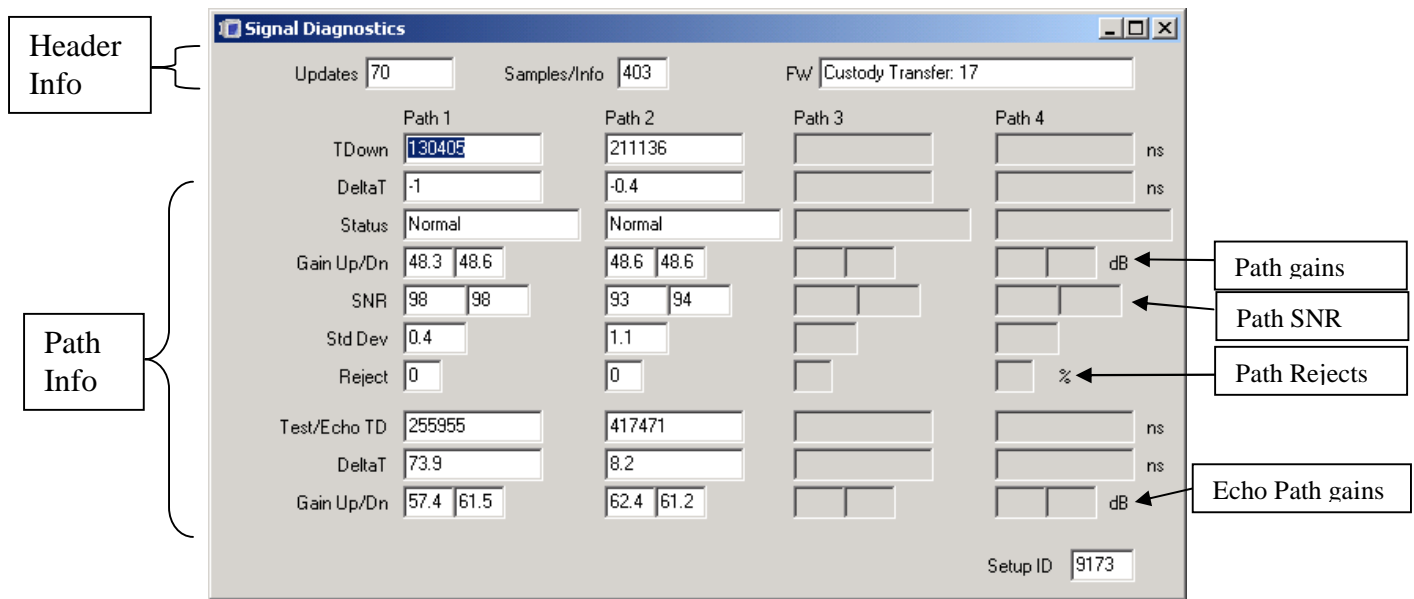 Signal Diagnostics
Header
Info
Updates 70 Samples/Info 403 FW Custody Transfer: 17
Path 1 Path 2 Path 3 Path 4
TDown 130405 211136 ns
DeltaT -1 -0.4 ns
Status Normal Normal
Gain Up/Dn 48.3 48.6 48.6 48.6 dB
Path gains
SNR 98 98 93 94
Path SNR
Std Dev 0.4 1.1
Path
Info
Reject 0 0 %
Path Rejects
Test/Echo TD 255955 417471 ns
DeltaT 73.9 8.2 ns
Gain Up/Dn 57.4 61.5 62.4 61.2 dB
Echo Path gains
Setup ID 9173